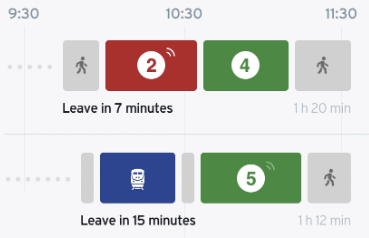 9:30 10:30 11:30
2 4
Leave in 7 minutes 1 h 20 min
5
Leave in 15 minutes 1 h 12 min